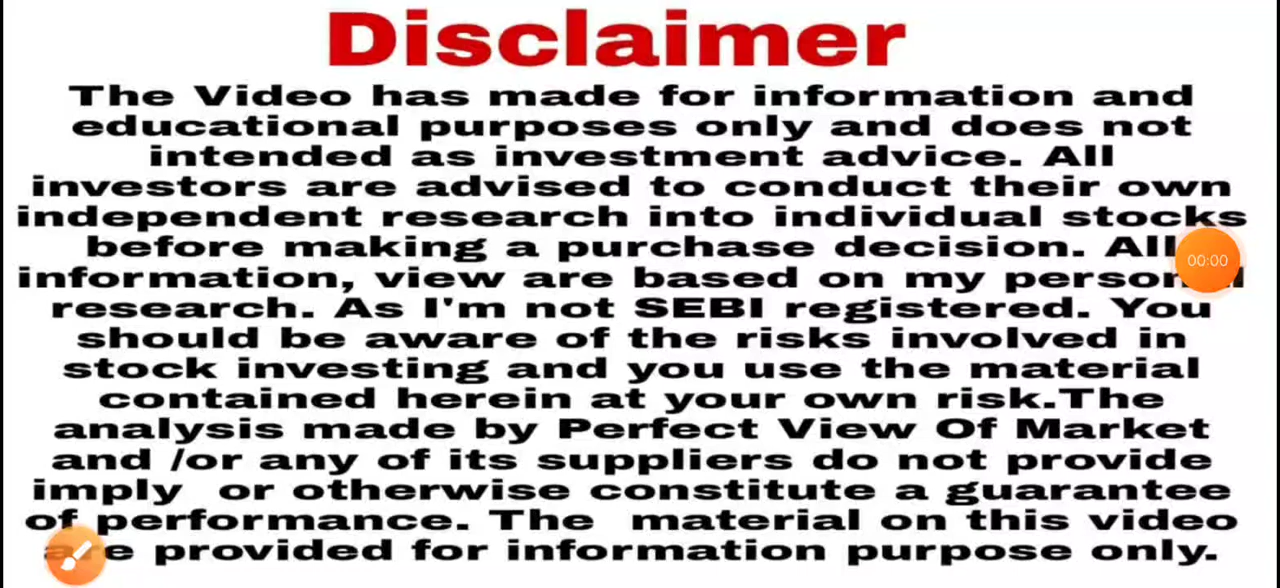 Disclaimer
The Video has made for information and
educational purposes only and does not
intended as investment advice. All
investors are advised to conduct their own
independent research into individual stocks
before making a purchase decision. All
information, view are based on my personal
research. As I'm not SEBI registered. You
should be aware of the risks involved in
stock investing and you use the material
contained herein at your own risk.The
analysis made by Perfect View Of Market
and /or any of its suppliers do not provide
imply or otherwise constitute a guarantee
of performance. The material on this video
are provided for information purpose only.
00:00